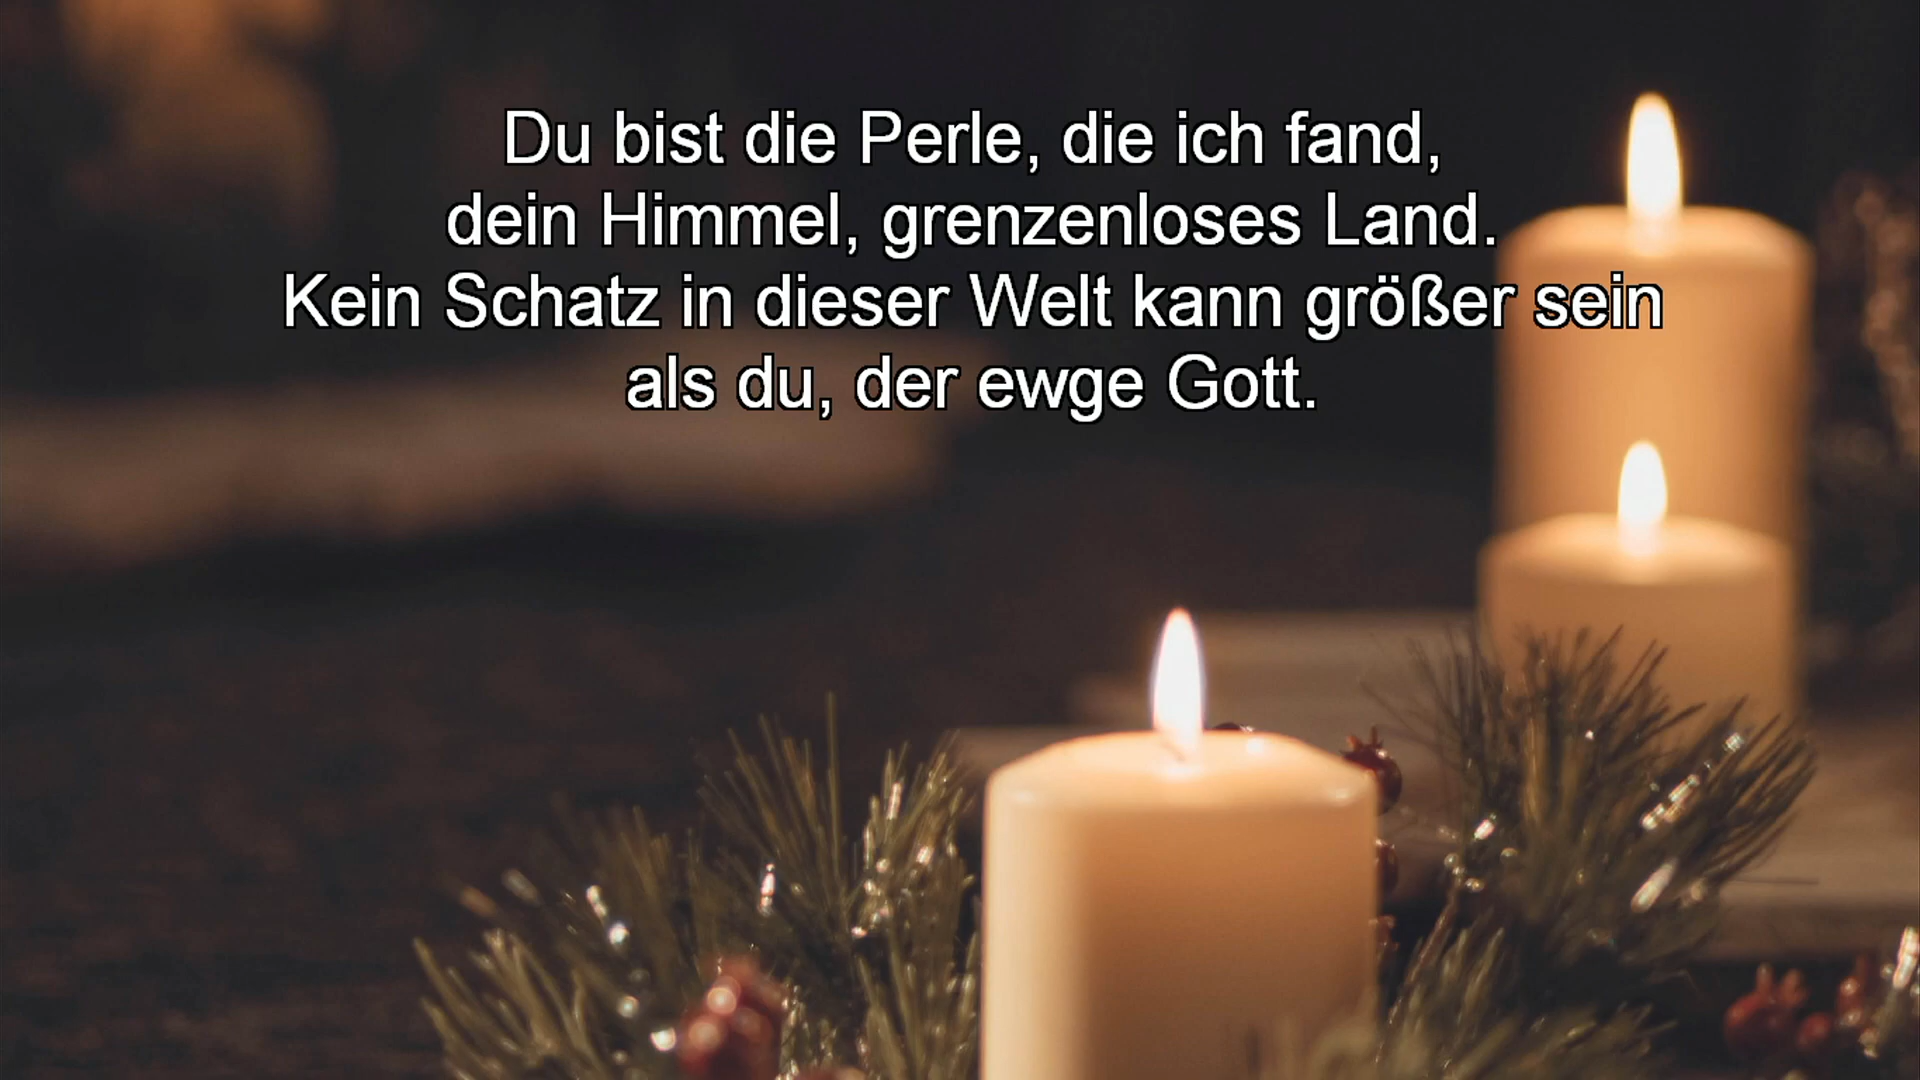 Du bist die Perle, die ich fand,
dein Himmel, grenzenloses Land.
Kein Schatz in dieser Welt kann größer sein
als du, der ewge Gott.